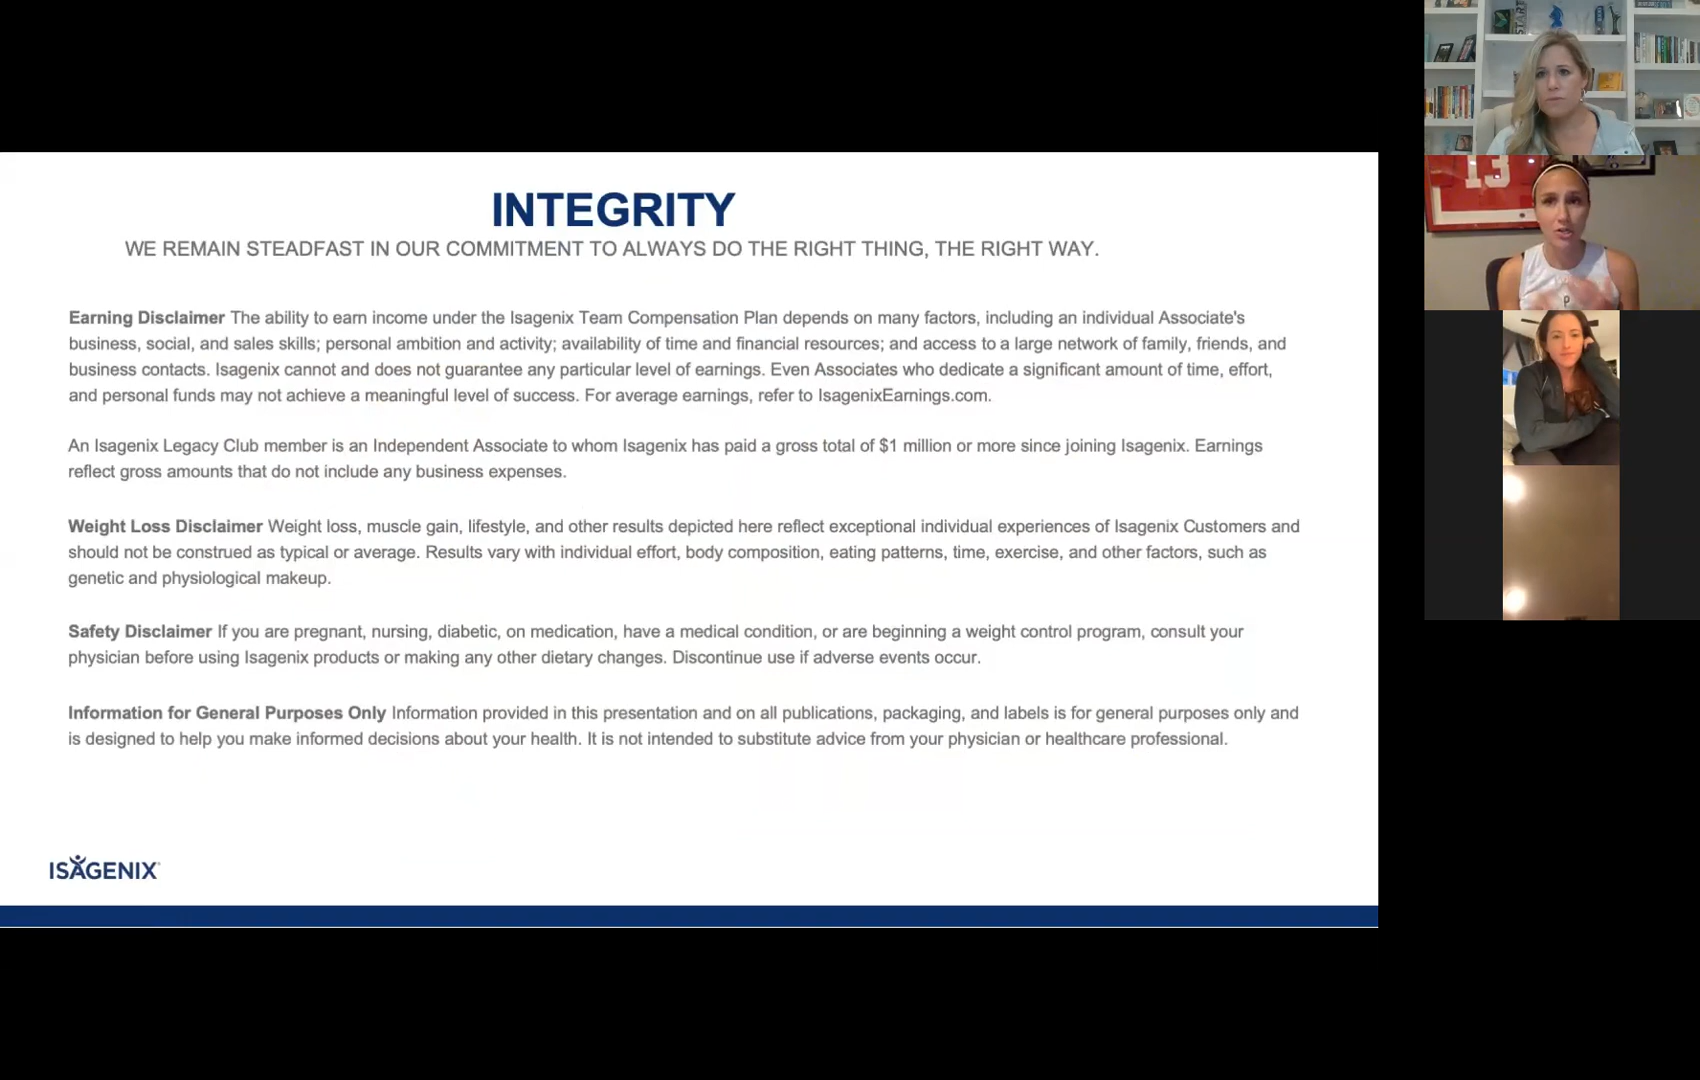 INTEGRITY
WE REMAIN STEADFAST IN OUR COMMITMENT TO ALWAYS DO THE RIGHT THING, THE RIGHT WAY.
Earning Disclaimer The ability to earn income under the Isagenix Team Compensation Plan depends on many factors, including an individual Associate's
business, social, and sales skills; personal ambition and activity; availability of time and financial resources; and access to a large network of family, friends, and
business contacts. Isagenix cannot and does not guarantee any particular level of earnings. Even Associates who dedicate a significant amount of time, effort,
and personal funds may not achieve a meaningful level of success. For average earnings, refer to IsagenixEarnings.com.
An Isagenix Legacy Club member is an Independent Associate to whom Isagenix has paid a gross total of $1 million or more since joining Isagenix. Earnings
reflect gross amounts that do not include any business expenses.
Weight Loss Disclaimer Weight loss, muscle gain, lifestyle, and other results depicted here reflect exceptional individual experiences of Isagenix Customers and
should not be construed as typical or average. Results vary with individual effort, body composition, eating patterns, time, exercise, and other factors, such as
genetic and physiological makeup.
Safety Disclaimer If you are pregnant, nursing, diabetic, on medication, have a medical condition, or are beginning a weight control program, consult your
physician before using Isagenix products or making any other dietary changes. Discontinue use if adverse events occur.
Information for General Purposes Only Information provided in this presentation and on all publications, packaging, and labels is for general purposes only and
is designed to help you make informed decisions about your health. It is not intended to substitute advice from your physician or healthcare professional.
ISAGENIX
START
13
P